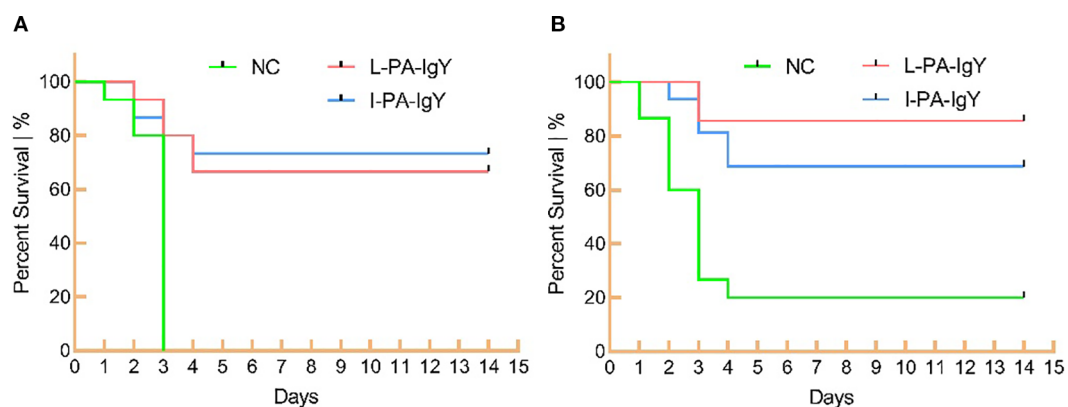 A
NC
L-PA-IgY
I-PA-IgY
Percent Survival | %
100
80
60
40
20
0
0 1 2 3 4 5 6 7 8 9 10 11 12 13 14 15
Days
B
NC
L-PA-IgY
I-PA-IgY
Percent Survival | %
100
80
60
40
20
0
0 1 2 3 4 5 6 7 8 9 10 11 12 13 14 15
Days